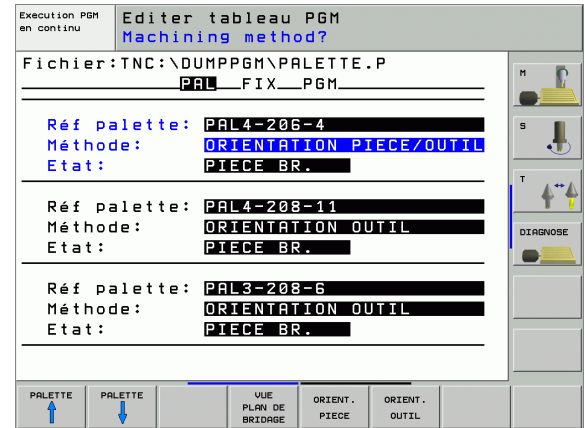 Execution PGM
en continu
Editer tableau PGM
Machining method?
Fichier:TNC:\DUMPPGM\PALETTE.P
PAL FIX PGM
Réf palette: PAL4-206-4
Méthode: ORIENTATION PIECE/OUTIL
Etat: PIECE BR.
Réf palette: PAL4-208-11
Méthode: ORIENTATION OUTIL
Etat: PIECE BR.
Réf palette: PAL3-208-6
Méthode: ORIENTATION OUTIL
Etat: PIECE BR.
M
S
T
DIAGNOSE
PALETTE
PALETTE
VUE
PLAN DE
BRIDAGE
ORIENT.
PIECE
ORIENT.
OUTIL